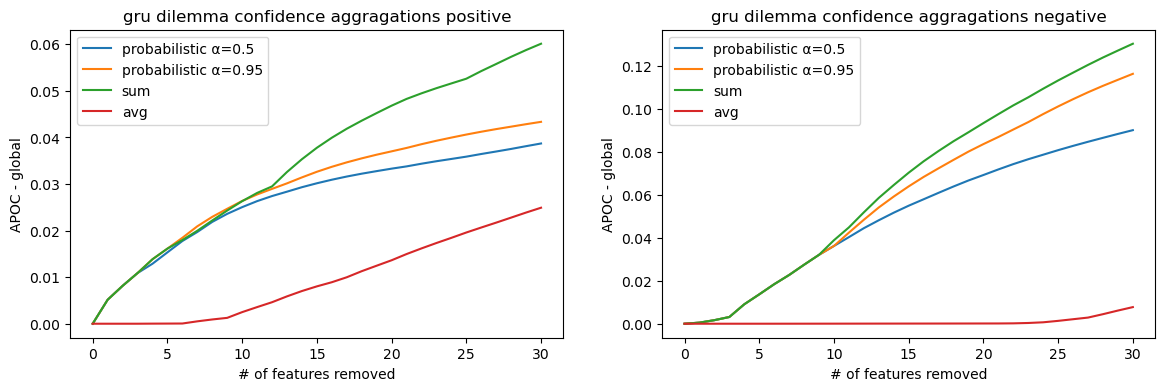 gru dilemma confidence aggragations positive
probabilistic α=0.5
probabilistic α=0.95
sum
avg
APOC - global
0.06
0.05
0.04
0.03
0.02
0.01
0.00
0 5 10 15 20 25 30
# of features removed
gru dilemma confidence aggragations negative
probabilistic α=0.5
probabilistic α=0.95
sum
avg
APOC - global
0.12
0.10
0.08
0.06
0.04
0.02
0.00
0 5 10 15 20 25 30
# of features removed